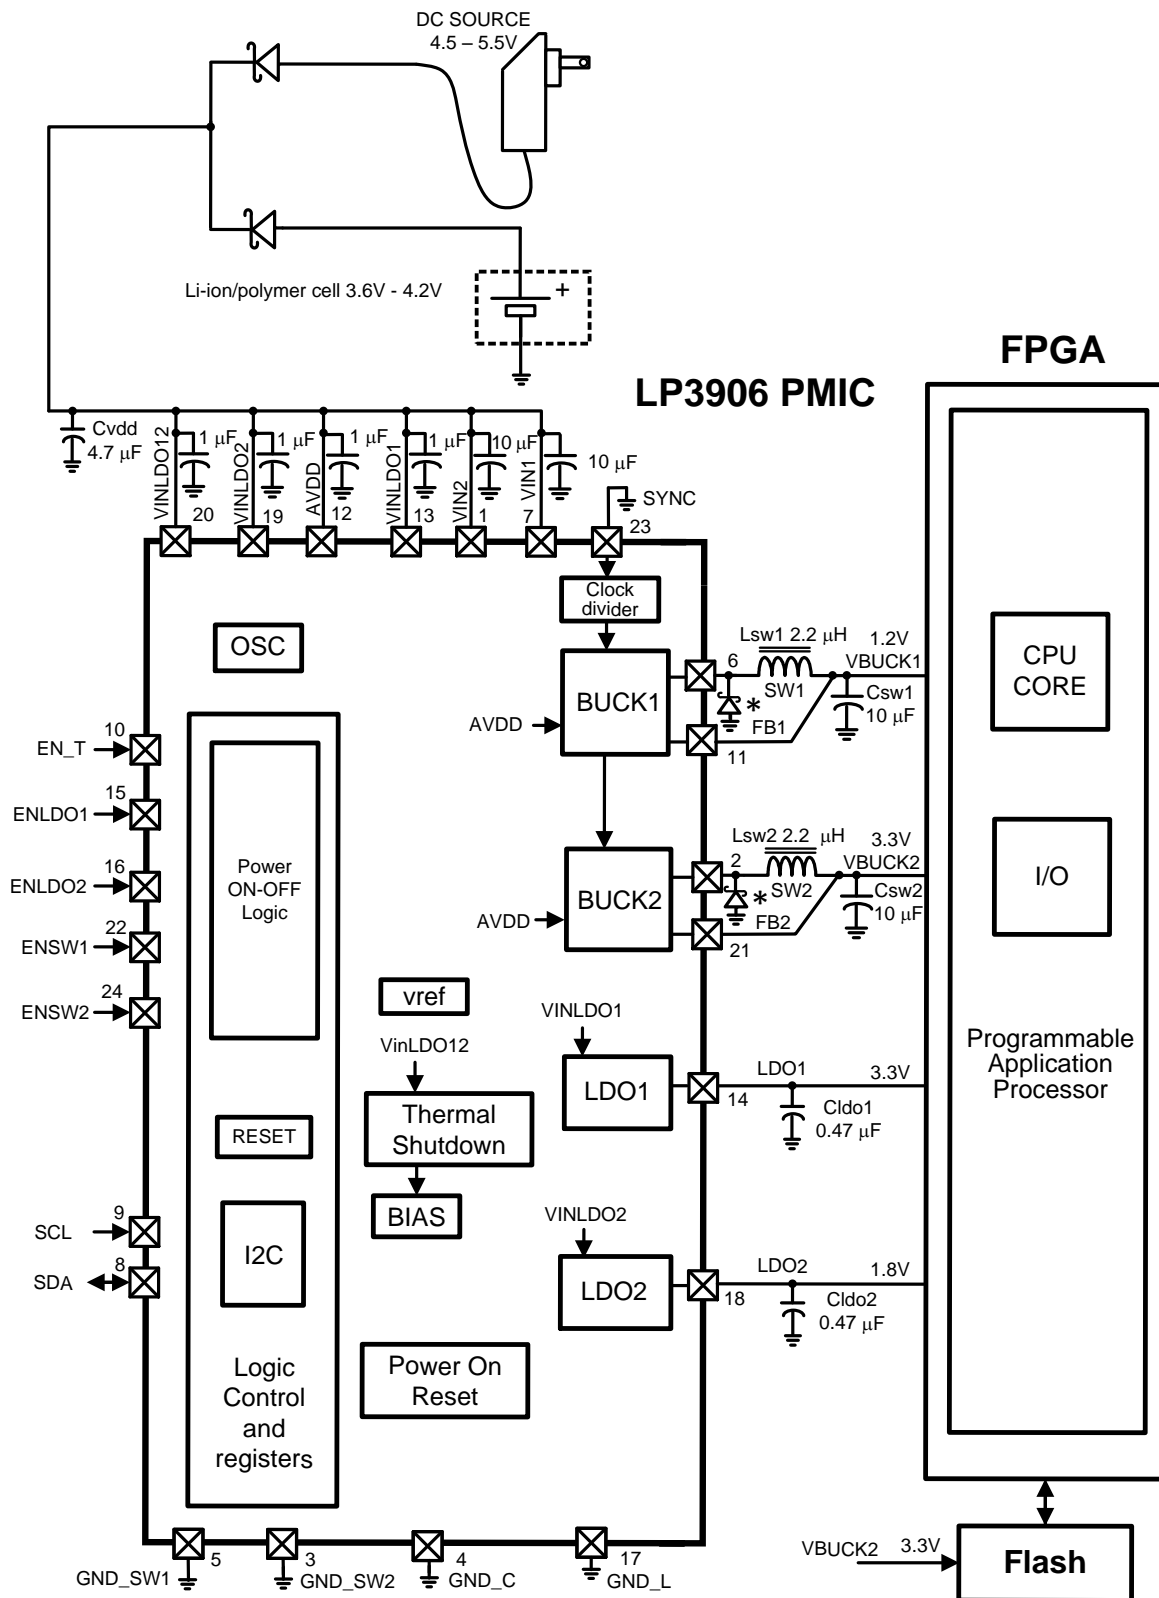 DC SOURCE
4.5 – 5.5V
Li-ion/polymer cell 3.6V - 4.2V
+
FPGA
LP3906 PMIC
Cvdd
4.7 µF
1 µF
1 µF
1 µF
1 µF
10 µF
10 µF
VINLDO12
VINLDO2
AVDD
VINLDO1
VIN2
VIN1
SYNC
20
19
12
13
1
7
23
Clock
divider
OSC
Lsw1 2.2 µH
1.2V
6
VBUCK1
SW1
BUCK1
*
Csw1
10 µF
AVDD
FB1
11
CPU
CORE
10
EN_T
15
ENLDO1
16
ENLDO2
22
ENSW1
24
ENSW2
Power
ON-OFF
Logic
Lsw2 2.2 µH
3.3V
2
VBUCK2
SW2
BUCK2
*
Csw2
10 µF
AVDD
FB2
21
I/O
vref
VinLDO12
Thermal
Shutdown
BIAS
VINLDO1
LDO1
LDO1
3.3V
14
Cldo1
0.47 µF
Programmable
Application
Processor
RESET
9
SCL
8
SDA
I2C
VINLDO2
LDO2
LDO2
1.8V
18
Cldo2
0.47 µF
Power On
Reset
Logic
Control
and
registers
5
GND_SW1
3
GND_SW2
4
GND_C
17
GND_L
VBUCK2
3.3V
Flash